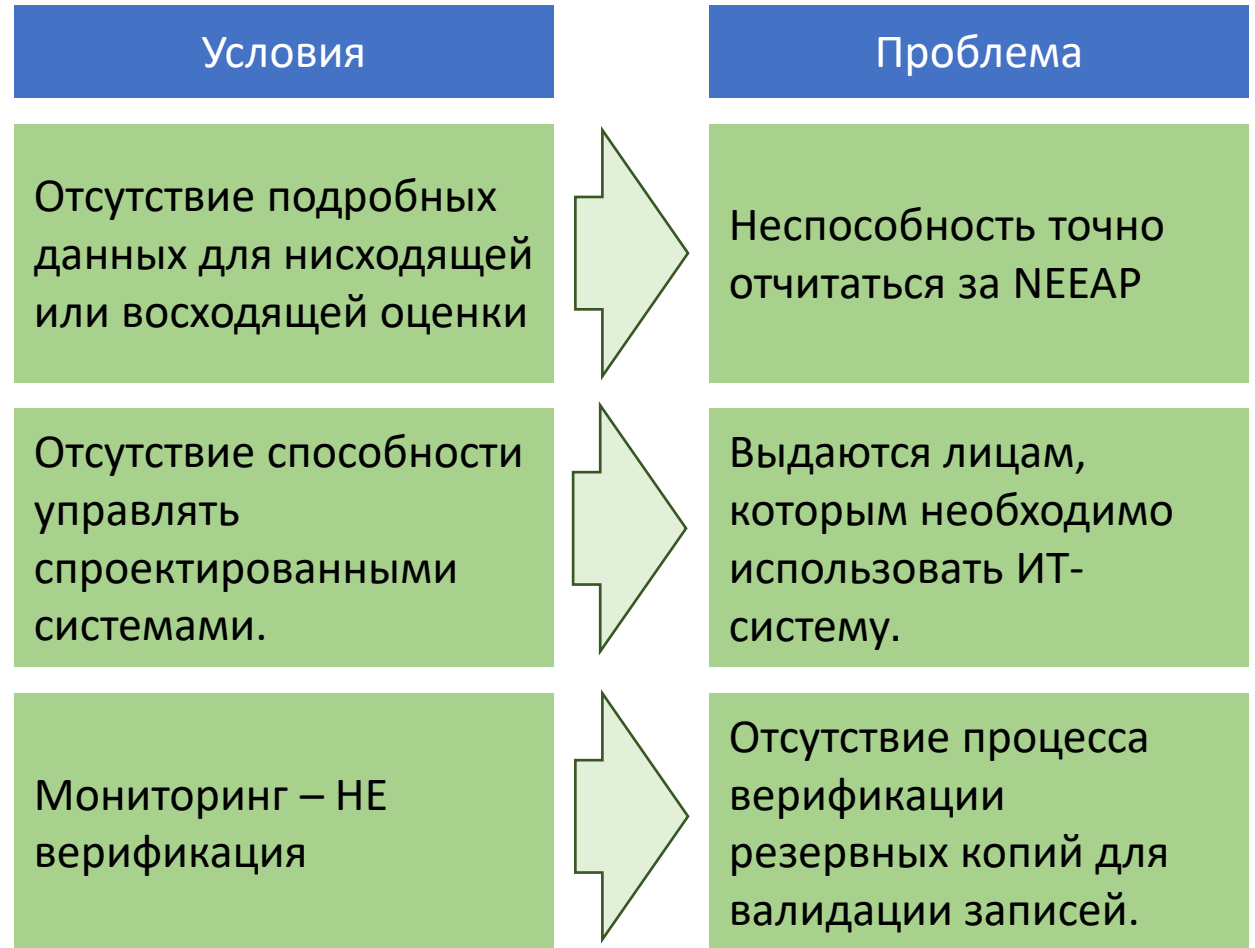 Условия
Проблема
Отсутствие подробных
данных для нисходящей
или восходящей оценки
Неспособность точно
отчитаться за NEEAP
Отсутствие способности
управлять
спроектированными
системами.
Выдаются лицам,
которым необходимо
использовать ИТ-
систему.
Мониторинг – НЕ
верификация
Отсутствие процесса
верификации
резервных копий для
валидации записей.